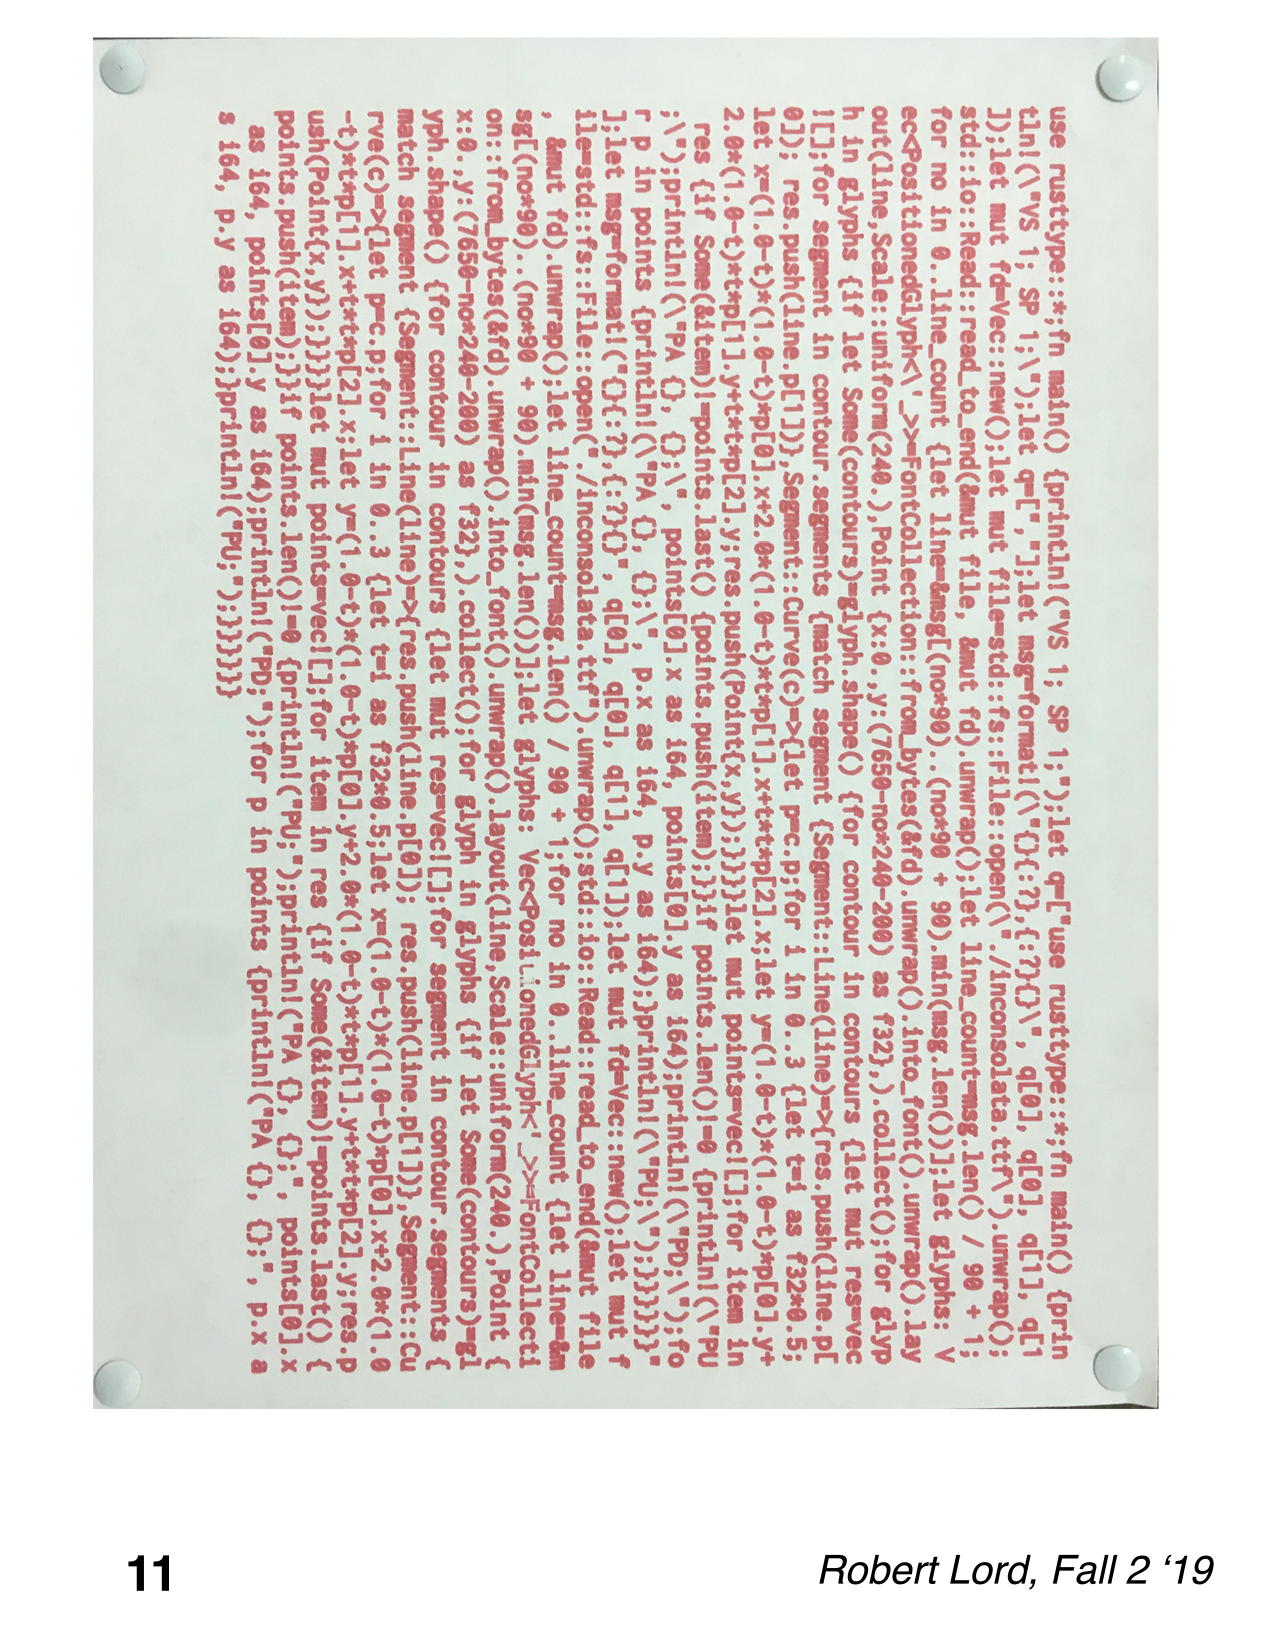 use rusttype::*;fn main() {println!("VS 1; SP 1;");let q=["use rusttype::*;fn main() {prin
tln!(\"VS 1; SP 1;\");let q=[","];let msg=format!(\"{}{:?},{:?}{}\", q[0], q[0], q[1], q[1
]);let mut fd=Vec::new();let mut file=std::fs::File::open(\"./inconsolata.ttf\").unwrap();
std::io::Read::read_to_end(&mut file, &mut fd).unwrap();let line_count=msg.len() / 90 + 1;
for no in 0..line_count {let line=&msg[(no*90)..(no*90 + 90).min(msg.len())];let glyphs: V
ec<PositionedGlyph<\'_>>=FontCollection::from_bytes(&fd).unwrap().into_font().unwrap().lay
out(line,Scale::uniform(240.),Point {x:0.,y:(7650-no*240-200) as f32},).collect();for glyp
h in glyphs {if let Some(contours)=glyph.shape() {for contour in contours {let mut res=vec
![];for segment in contour.segments {match segment {Segment::Line(line)=>{res.push(line.p[
0]); res.push(line.p[1])},Segment::Curve(c)=>{let p=c.p;for i in 0..3 {let t=i as f32*0.5;
let x=(1.0-t)*(1.0-t)*p[0].x+2.0*(1.0-t)*t*p[1].x+t*t*p[2].x;let y=(1.0-t)*(1.0-t)*p[0].y+
2.0*(1.0-t)*t*p[1].y+t*t*p[2].y;res.push(Point{x,y});}}}}let mut points=vec![];for item in
 res {if Some(&item)!=points.last() {points.push(item);}}if points.len()!=0 {println!(\"PU
;\");println!(\"PA {}, {};\", points[0].x as i64, points[0].y as i64);println!(\"PD;\");fo
r p in points {println!(\"PA {}, {};\", p.x as i64, p.y as i64);}println!(\"PU;\");}}}}}}"
];let msg=format!("{}{:?},{:?}{}", q[0], q[0], q[1], q[1]);let mut fd=Vec::new();let mut f
ile=std::fs::File::open("./inconsolata.ttf").unwrap();std::io::Read::read_to_end(&mut file
, &mut fd).unwrap();let line_count=msg.len() / 90 + 1;for no in 0..line_count {let line=&m
sg[(no*90)..(no*90 + 90).min(msg.len())];let glyphs: Vec<PositionedGlyph<'_>>=FontCollecti
on::from_bytes(&fd).unwrap().into_font().unwrap().layout(line,Scale::uniform(240.),Point {
x:0.,y:(7650-no*240-200) as f32},).collect();for glyph in glyphs {if let Some(contours)=gl
yph.shape() {for contour in contours {let mut res=vec![];for segment in contour.segments {
match segment {Segment::Line(line)=>{res.push(line.p[0]); res.push(line.p[1])},Segment::Cu
rve(c)=>{let p=c.p;for i in 0..3 {let t=i as f32*0.5;let x=(1.0-t)*(1.0-t)*p[0].x+2.0*(1.0
-t)*t*p[1].x+t*t*p[2].x;let y=(1.0-t)*(1.0-t)*p[0].y+2.0*(1.0-t)*t*p[1].y+t*t*p[2].y;res.p
ush(Point{x,y});}}}}let mut points=vec![];for item in res {if Some(&item)!=points.last() {
points.push(item);}}if points.len()!=0 {println!("PU;");println!("PA {}, {};", points[0].x
 as i64, points[0].y as i64);println!("PD;");for p in points {println!("PA {}, {};", p.x a
s i64, p.y as i64);}println!("PU;");}}}}}}
11
Robert Lord, Fall 2 ‘19